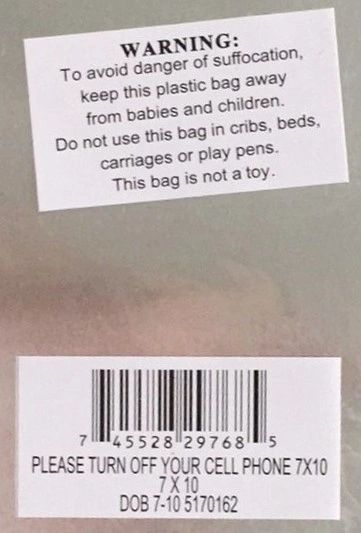 WARNING:
To avoid danger of suffocation,
keep this plastic bag away
from babies and children.
Do not use this bag in cribs, beds,
carriages or play pens.
This bag is not a toy.
7 45528 29768 5
PLEASE TURN OFF YOUR CELL PHONE 7X10
7 X 10
DOB 7-10 5170162